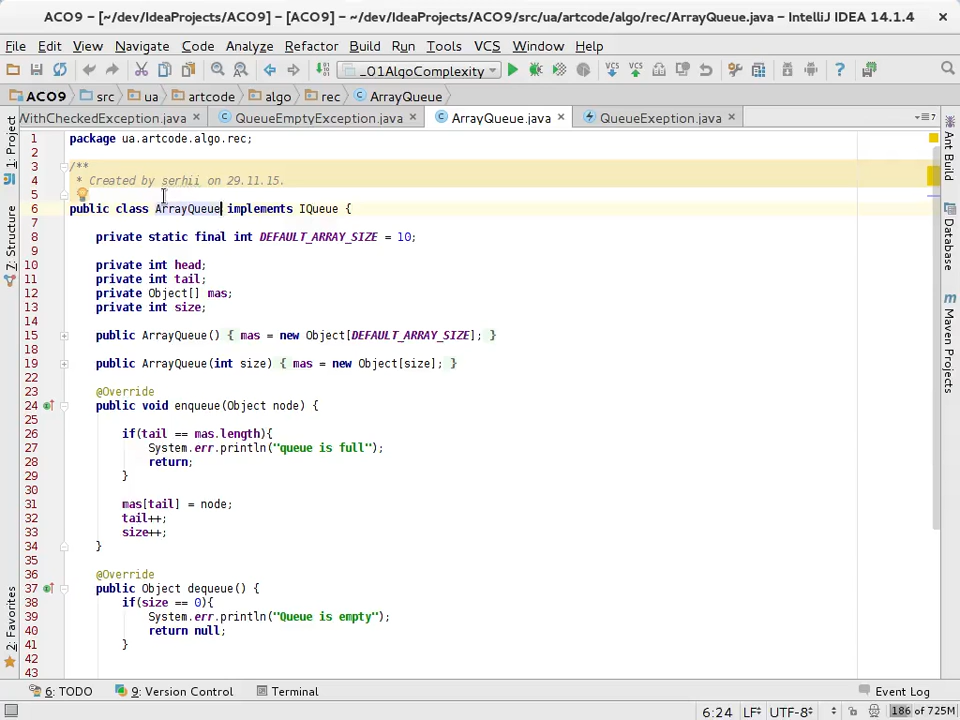 ACO9 - [~/dev/IdeaProjects/ACO9] - [ACO9] - ~/dev/IdeaProjects/ACO9/src/ua/artcode/algo/rec/ArrayQueue.java - IntelliJ IDEA 14.1.4
File Edit View Navigate Code Analyze Refactor Build Run Tools VCS Window Help
_01AlgoComplexity
VCS VCS
ACO9 src ua artcode algo rec ArrayQueue
WithCheckedException.java QueueEmptyException.java ArrayQueue.java QueueExeption.java
1: Project
7: Structure
2: Favorites
1 package ua.artcode.algo.rec;
2
3 /**
4 * Created by serhii on 29.11.15.
5
6 public class ArrayQueue implements IQueue {
7
8 private static final int DEFAULT_ARRAY_SIZE = 10;
9
10 private int head;
11 private int tail;
12 private Object[] mas;
13 private int size;
14
15 public ArrayQueue() { mas = new Object[DEFAULT_ARRAY_SIZE]; }
18
19 public ArrayQueue(int size) { mas = new Object[size]; }
22
23 @Override
24 public void enqueue(Object node) {
25
26 if(tail == mas.length){
27 System.err.println("queue is full");
28 return;
29 }
30
31 mas[tail] = node;
32 tail++;
33 size++;
34 }
35
36 @Override
37 public Object dequeue() {
38 if(size == 0){
39 System.err.println("Queue is empty");
40 return null;
41 }
42
43
Ant Build
Database
Maven Projects
6: TODO 9: Version Control Terminal Event Log
6:24 LF UTF-8 186 of 725M